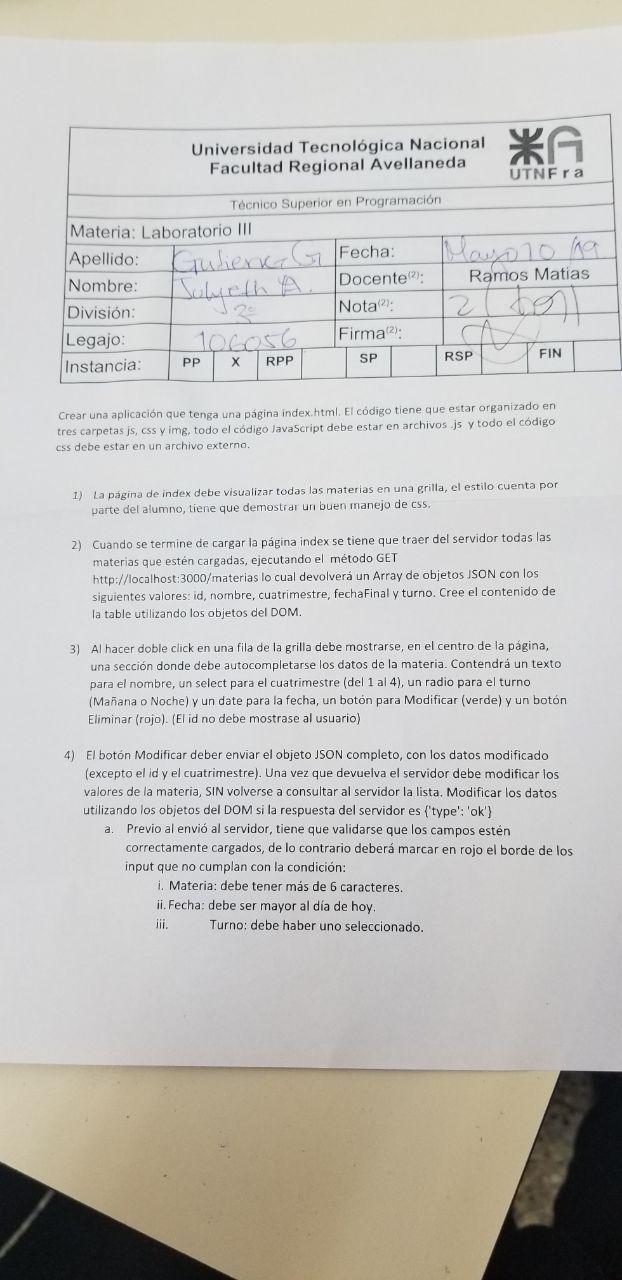 Universidad Tecnológica Nacional
Facultad Regional Avellaneda
UTNFra
Técnico Superior en Programación
Materia: Laboratorio III
Apellido: Gutierrez G Fecha: Mayo 10/19
Nombre: Julyeth A. Docente(2): Ramos Matias
División: 3º Nota(2): 2 (dos)
Legajo: 106056 Firma(2):
Instancia: PP X RPP SP RSP FIN
Crear una aplicación que tenga una página index.html. El código tiene que estar organizado en
tres carpetas js, css y img, todo el código JavaScript debe estar en archivos .js y todo el código
css debe estar en un archivo externo.
1) La página de index debe visualizar todas las materias en una grilla, el estilo cuenta por
parte del alumno, tiene que demostrar un buen manejo de css.
2) Cuando se termine de cargar la página index se tiene que traer del servidor todas las
materias que estén cargadas, ejecutando el método GET
http://localhost:3000/materias lo cual devolverá un Array de objetos JSON con los
siguientes valores: id, nombre, cuatrimestre, fechaFinal y turno. Cree el contenido de
la table utilizando los objetos del DOM.
3) Al hacer doble click en una fila de la grilla debe mostrarse, en el centro de la página,
una sección donde debe autocompletarse los datos de la materia. Contendrá un texto
para el nombre, un select para el cuatrimestre (del 1 al 4), un radio para el turno
(Mañana o Noche) y un date para la fecha, un botón para Modificar (verde) y un botón
Eliminar (rojo). (El id no debe mostrase al usuario)
4) El botón Modificar deber enviar el objeto JSON completo, con los datos modificado
(excepto el id y el cuatrimestre). Una vez que devuelva el servidor debe modificar los
valores de la materia, SIN volverse a consultar al servidor la lista. Modificar los datos
utilizando los objetos del DOM si la respuesta del servidor es {'type': 'ok'}
a. Previo al envió al servidor, tiene que validarse que los campos estén
correctamente cargados, de lo contrario deberá marcar en rojo el borde de los
input que no cumplan con la condición:
i. Materia: debe tener más de 6 caracteres.
ii. Fecha: debe ser mayor al día de hoy.
iii. Turno: debe haber uno seleccionado.